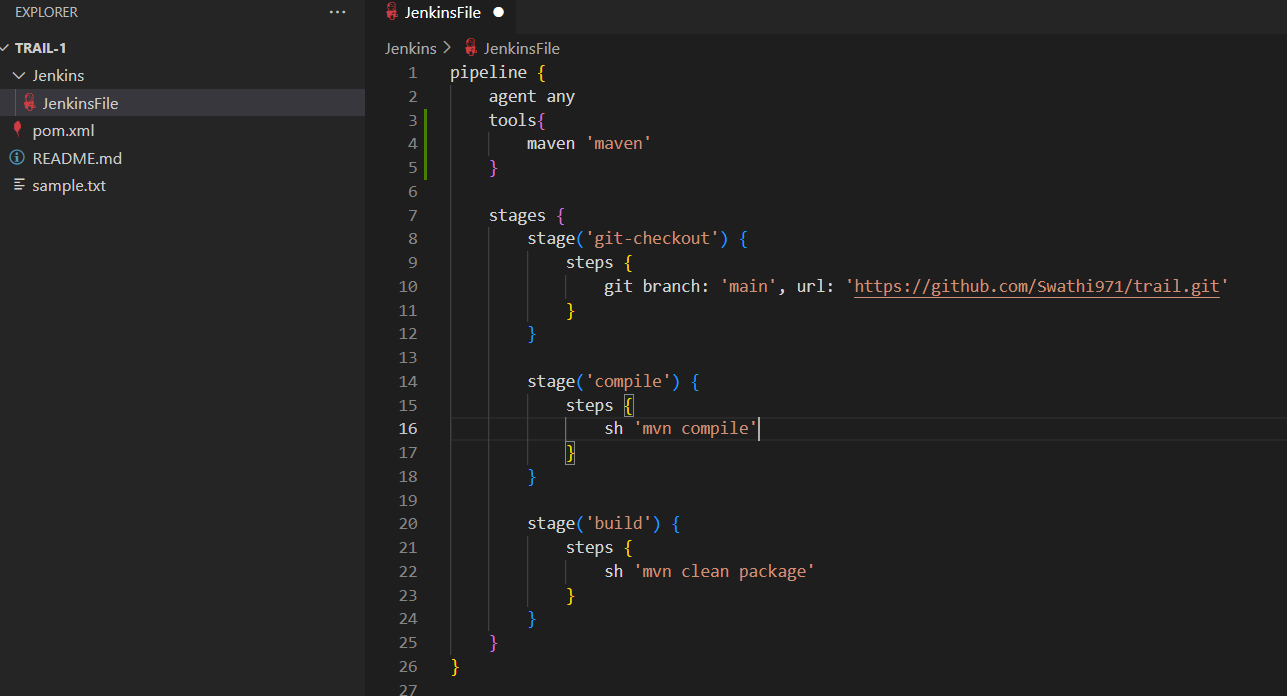 EXPLORER
TRAIL-1
Jenkins
JenkinsFile
pom.xml
README.md
sample.txt
JenkinsFile
Jenkins > JenkinsFile
1 pipeline {
2     agent any
3     tools{
4         maven 'maven'
5     }
6
7     stages {
8         stage('git-checkout') {
9             steps {
10                 git branch: 'main', url: 'https://github.com/Swathi971/trail.git'
11             }
12         }
13
14         stage('compile') {
15             steps {
16                 sh 'mvn compile'
17             }
18         }
19
20         stage('build') {
21             steps {
22                 sh 'mvn clean package'
23             }
24         }
25     }
26 }
27